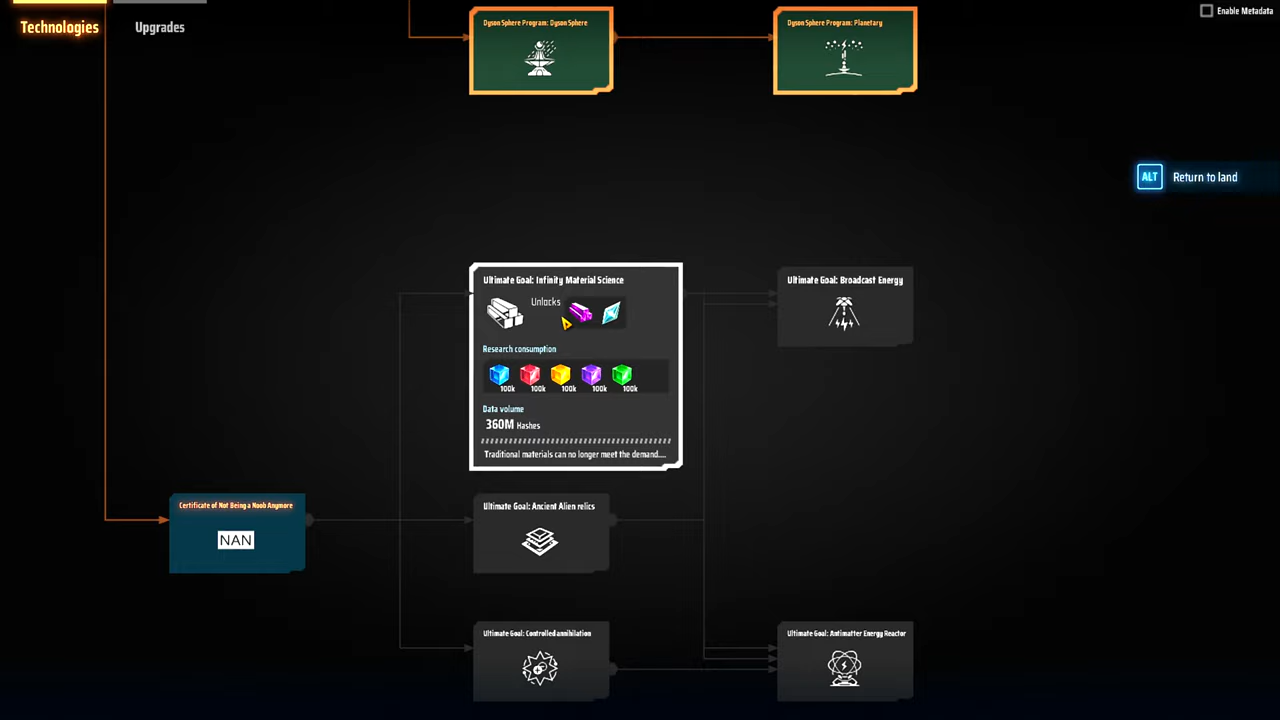 Technologies
Upgrades
Enable Metadata
Dyson Sphere Program: Dyson Sphere
Dyson Sphere Program: Planetary
ALT Return to land
Ultimate Goal: Infinity Material Science
Unlocks
Research consumption
100k 100k 100k 100k 100k
Data volume
360M Hashes
Traditional materials can no longer meet the demand....
Ultimate Goal: Broadcast Energy
Certificate of Not Being a Noob Anymore
NAN
Ultimate Goal: Ancient Alien relics
Ultimate Goal: Controlled annihilation
Ultimate Goal: Antimatter Energy Reactor